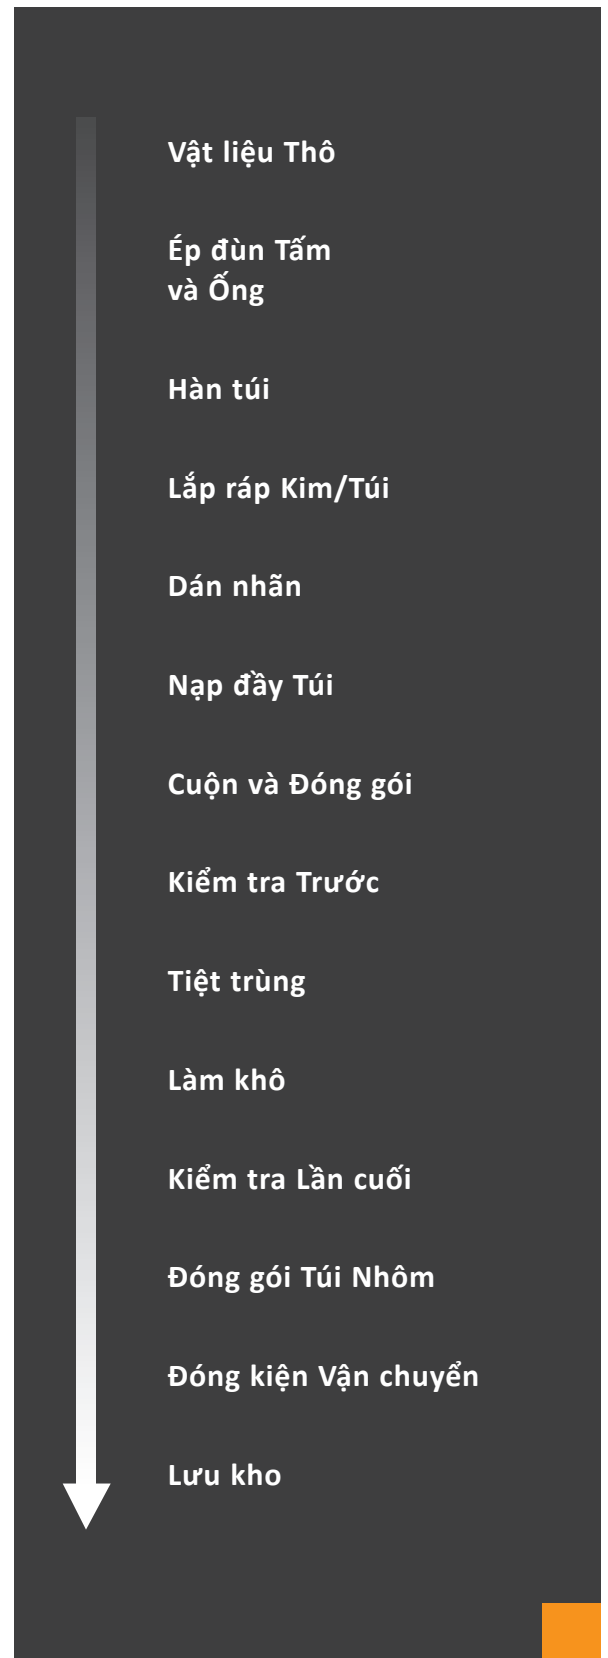 Vật liệu Thô
Ép đùn Tấm
và Ống
Hàn túi
Lắp ráp Kim/Túi
Dán nhãn
Nạp đầy Túi
Cuộn và Đóng gói
Kiểm tra Trước
Tiệt trùng
Làm khô
Kiểm tra Lần cuối
Đóng gói Túi Nhôm
Đóng kiện Vận chuyển
Lưu kho